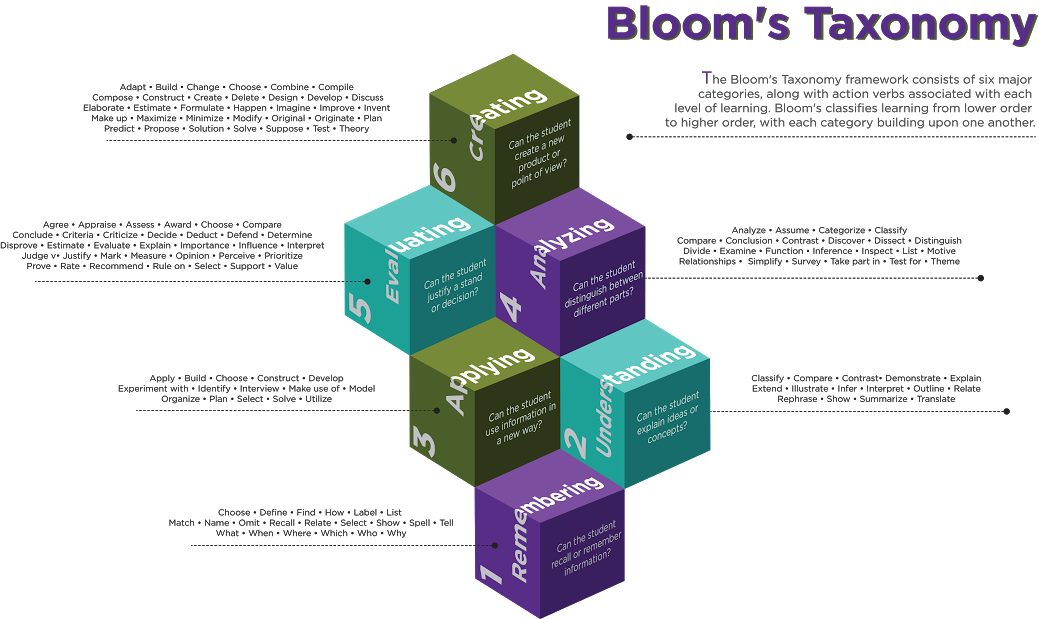 Bloom's Taxonomy
The Bloom's Taxonomy framework consists of six major
categories, along with action verbs associated with each
level of learning. Bloom's classifies learning from lower order
to higher order, with each category building upon one another.
Adapt • Build • Change • Choose • Combine • Compile
Compose • Construct • Create • Delete • Design • Develop • Discuss
Elaborate • Estimate • Formulate • Happen • Imagine • Improve • Invent
Make up • Maximize • Minimize • Modify • Original • Originate • Plan
Predict • Propose • Solution • Solve • Suppose • Test • Theory
6
Creating
Can the student
create a new
product or
point of view?
Agree • Appraise • Assess • Award • Choose • Compare
Conclude • Criteria • Criticize • Decide • Deduct • Defend • Determine
Disprove • Estimate • Evaluate • Explain • Importance • Influence • Interpret
Judge v• Justify • Mark • Measure • Opinion • Perceive • Prioritize
Prove • Rate • Recommend • Rule on • Select • Support • Value
5
Evaluating
Can the student
justify a stand
or decision?
4
Analyzing
Can the student
distinguish between
different parts?
Analyze • Assume • Categorize • Classify
Compare • Conclusion • Contrast • Discover • Dissect • Distinguish
Divide • Examine • Function • Inference • Inspect • List • Motive
Relationships • Simplify • Survey • Take part in • Test for • Theme
Apply • Build • Choose • Construct • Develop
Experiment with • Identify • Interview • Make use of • Model
Organize • Plan • Select • Solve • Utilize
3
Applying
Can the student
use information in
a new way?
2
Understanding
Can the student
explain ideas or
concepts?
Classify • Compare • Contrast• Demonstrate • Explain
Extend • Illustrate • Infer • Interpret • Outline • Relate
Rephrase • Show • Summarize • Translate
Choose • Define • Find • How • Label • List
Match • Name • Omit • Recall • Relate • Select • Show • Spell • Tell
What • When • Where • Which • Who • Why
1
Remembering
Can the student
recall or remember
information?